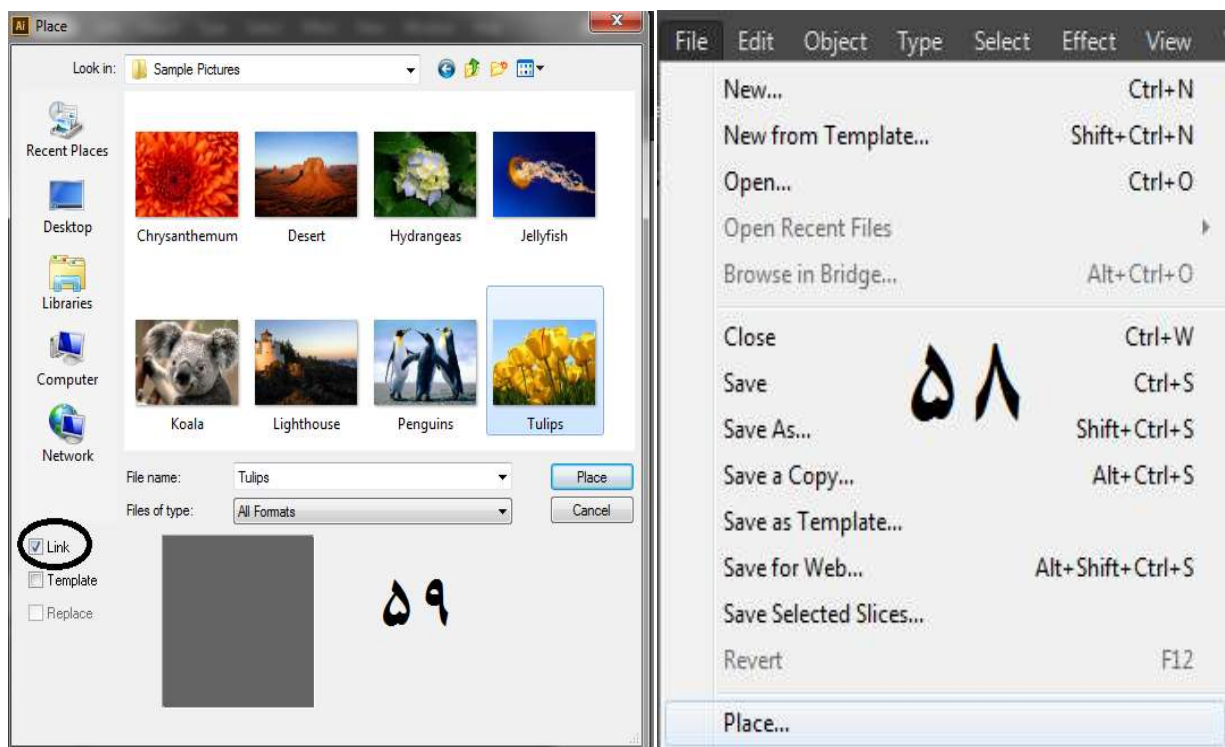 Ai Place
Look in: Sample Pictures
Recent Places
Desktop
Libraries
Computer
Network
Chrysanthemum Desert Hydrangeas Jellyfish
Koala Lighthouse Penguins Tulips
File name: Tulips Place
Files of type: All Formats Cancel
Link
Template
Replace
۵۹
File Edit Object Type Select Effect View
New... Ctrl+N
New from Template... Shift+Ctrl+N
Open... Ctrl+O
Open Recent Files
Browse in Bridge... Alt+Ctrl+O
Close Ctrl+W
Save Ctrl+S
Save As... Shift+Ctrl+S
Save a Copy... Alt+Ctrl+S
Save as Template...
Save for Web... Alt+Shift+Ctrl+S
Save Selected Slices...
Revert F12
Place...
۵۸